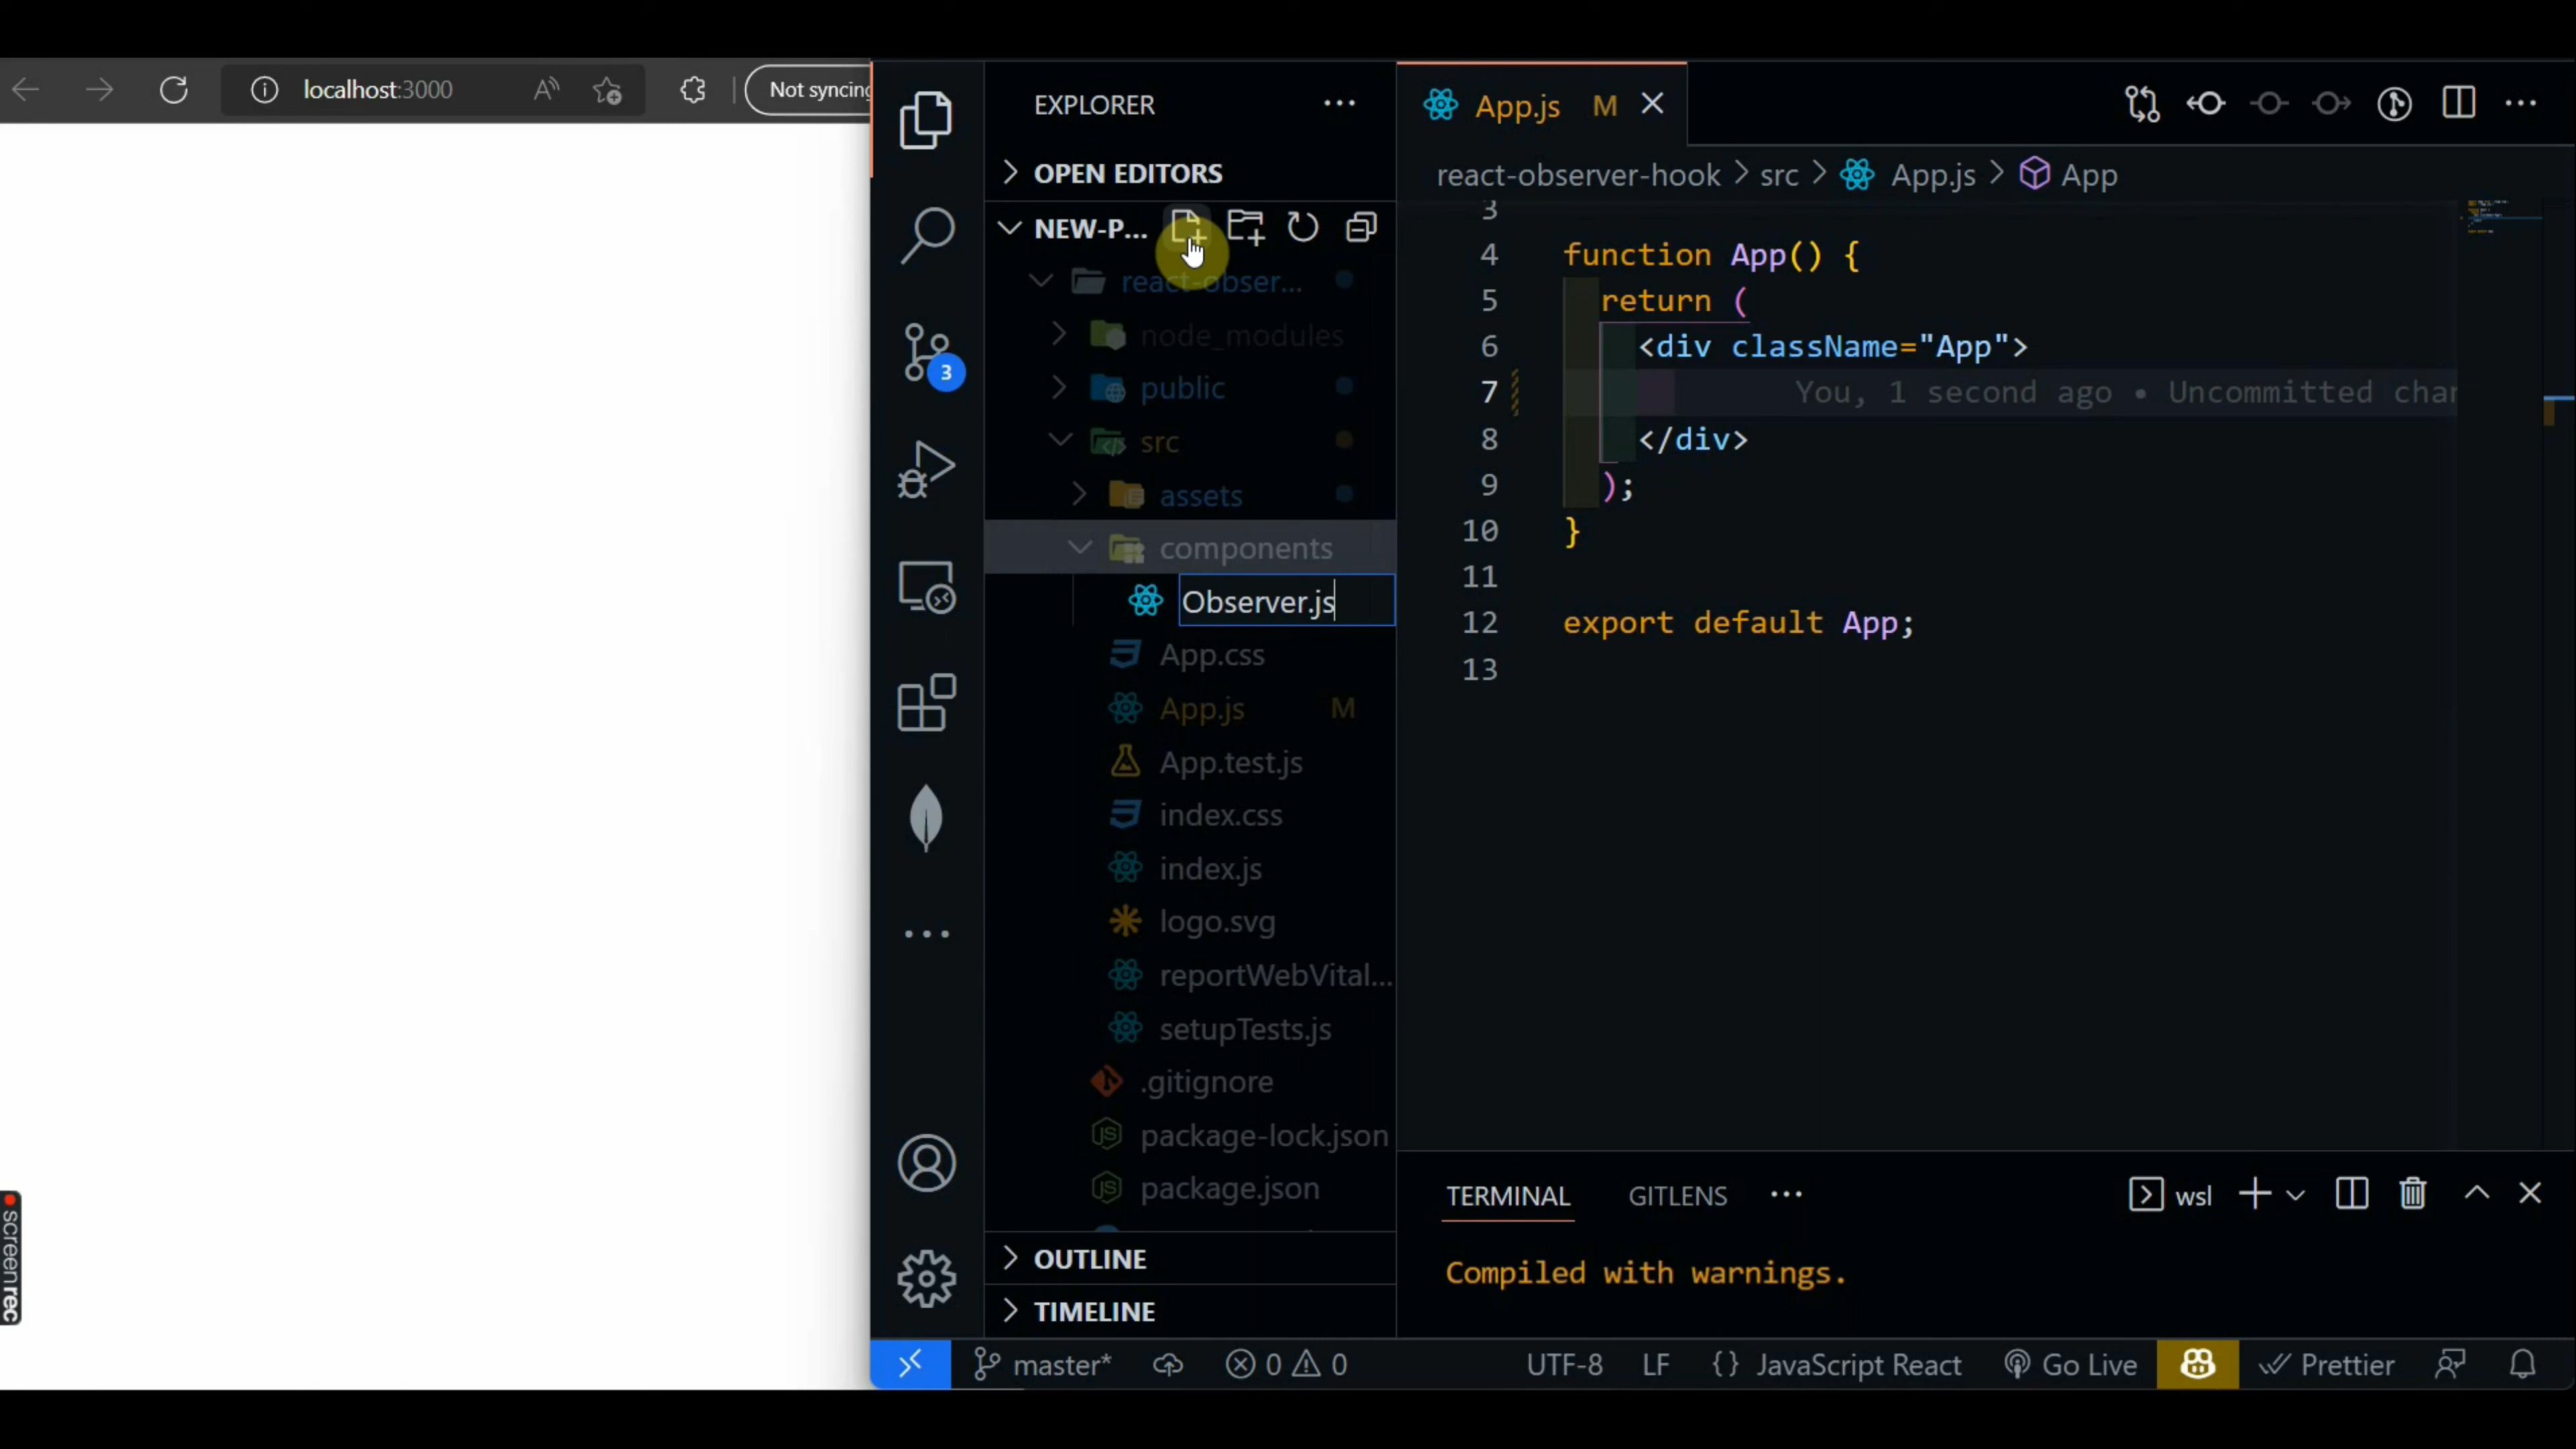 localhost:3000
Not syncing
EXPLORER
OPEN EDITORS
NEW-P...
react-obser...
node_modules
public
src
assets
components
Observer.js
App.css
App.js M
App.test.js
index.css
index.js
logo.svg
reportWebVital...
setupTests.js
.gitignore
package-lock.json
package.json
OUTLINE
TIMELINE
3
App.js M
react-observer-hook > src > App.js > App
3
4 function App() {
5 return (
6 <div className="App">
7 You, 1 second ago • Uncommitted char
8 </div>
9 );
10 }
11
12 export default App;
13
TERMINAL GITLENS
wsl
Compiled with warnings.
master* 0 0 UTF-8 LF {} JavaScript React Go Live Prettier
screenrec